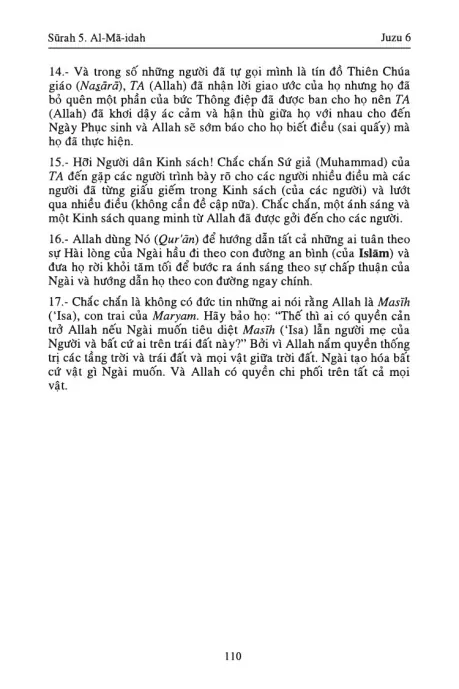 Sūrah 5. Al-Mā-idah Juzu 6
14.- Và trong số những người đã tự gọi mình là tín đồ Thiên Chúa
giáo (Naṣārā), TA (Allah) đã nhận lời giao ước của họ nhưng họ đã
bỏ quên một phần của bức Thông điệp đã được ban cho họ nên TA
(Allah) đã khơi dậy ác cảm và hận thù giữa họ với nhau cho đến
Ngày Phục sinh và Allah sẽ sớm báo cho họ biết điều (sai quấy) mà
họ đã thực hiện.
15.- Hỡi Người dân Kinh sách! Chắc chắn Sứ giả (Muhammad) của
TA đến gặp các người trình bày rõ cho các người nhiều điều mà các
người đã từng giấu giếm trong Kinh sách (của các người) và lướt
qua nhiều điều (không cần đề cập nữa). Chắc chắn, một ánh sáng và
một Kinh sách quang minh từ Allah đã được gởi đến cho các người.
16.- Allah dùng Nó (Qur'ān) để hướng dẫn tất cả những ai tuân theo
sự Hài lòng của Ngài hầu đi theo con đường an bình (của Islām) và
đưa họ rời khỏi tăm tối để bước ra ánh sáng theo sự chấp thuận của
Ngài và hướng dẫn họ theo con đường ngay chính.
17.- Chắc chắn là không có đức tin những ai nói rằng Allah là Masīh
('Isa), con trai của Maryam. Hãy bảo họ: “Thế thì ai có quyền cản
trở Allah nếu Ngài muốn tiêu diệt Masīh ('Isa) lẫn người mẹ của
Người và bất cứ ai trên trái đất này?” Bởi vì Allah nắm quyền thống
trị các tầng trời và trái đất và mọi vật giữa trời đất. Ngài tạo hóa bất
cứ vật gì Ngài muốn. Và Allah có quyền chi phối trên tất cả mọi
vật.
110